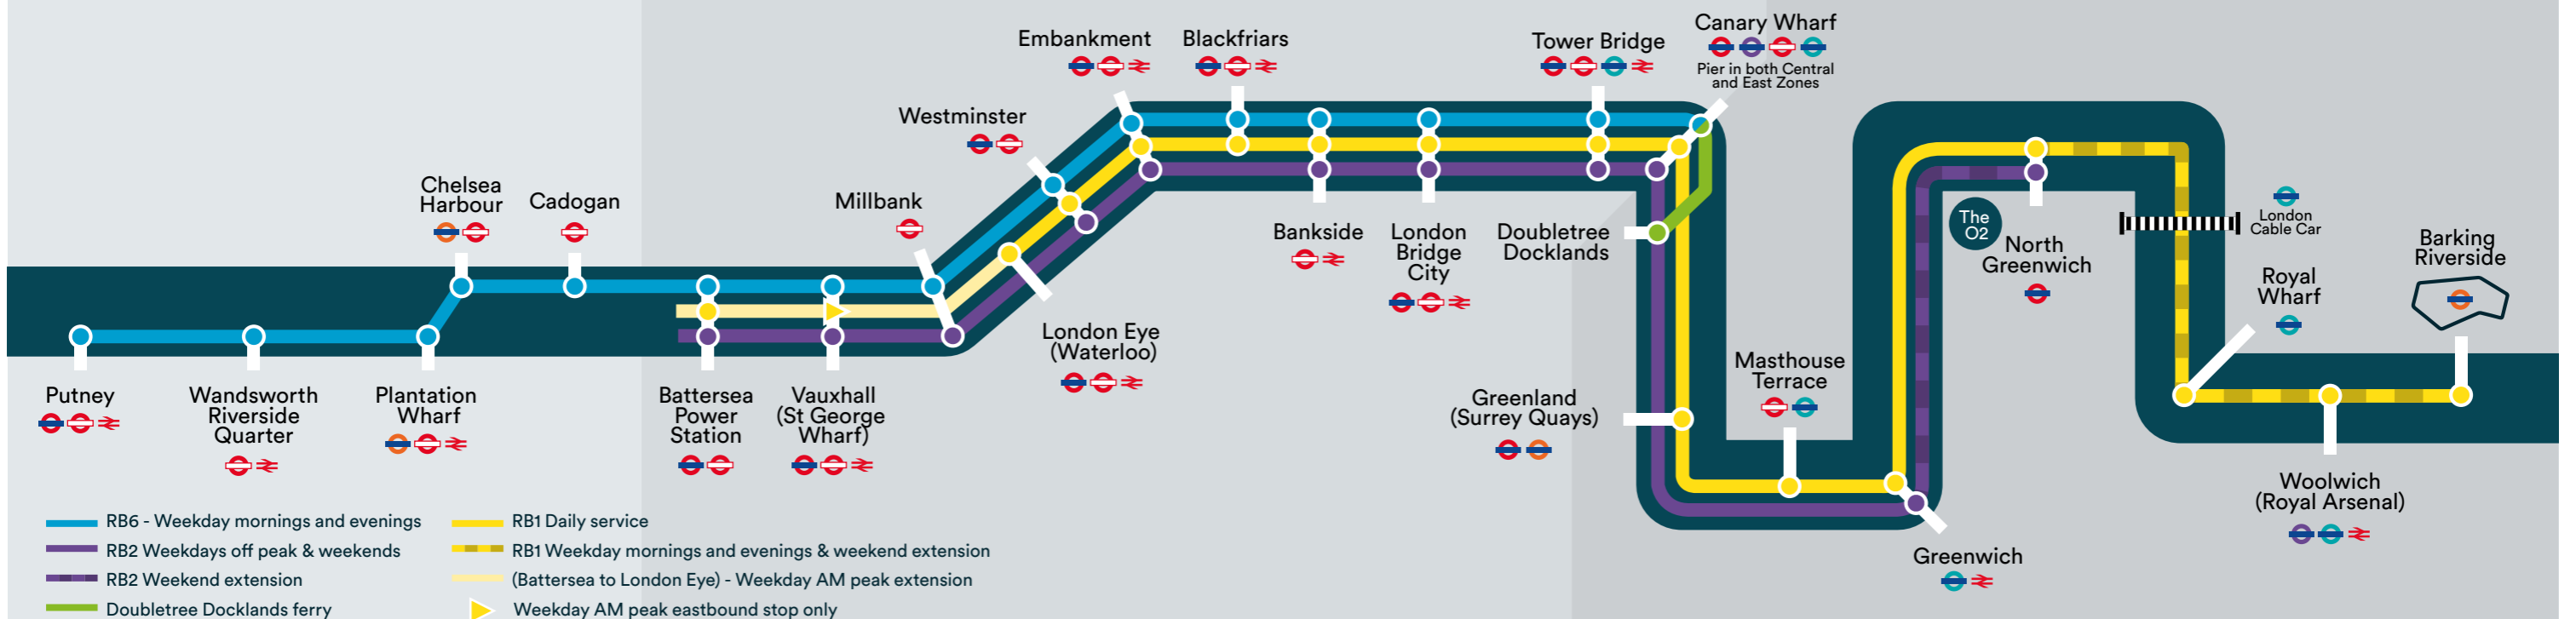 Canary Wharf
Pier in both Central
and East Zones
Embankment
Blackfriars
Tower Bridge
Westminster
Chelsea
Harbour
Cadogan
Millbank
Bankside
London
Bridge
City
Doubletree
Docklands
The
O2
North
Greenwich
London
Cable Car
Royal
Wharf
Barking
Riverside
London Eye
(Waterloo)
Masthouse
Terrace
Greenland
(Surrey Quays)
Putney
Wandsworth
Riverside
Quarter
Plantation
Wharf
Battersea
Power
Station
Vauxhall
(St George
Wharf)
Woolwich
(Royal Arsenal)
Greenwich
RB6 - Weekday mornings and evenings
RB2 Weekdays off peak & weekends
RB2 Weekend extension
Doubletree Docklands ferry
RB1 Daily service
RB1 Weekday mornings and evenings & weekend extension
(Battersea to London Eye) - Weekday AM peak extension
Weekday AM peak eastbound stop only